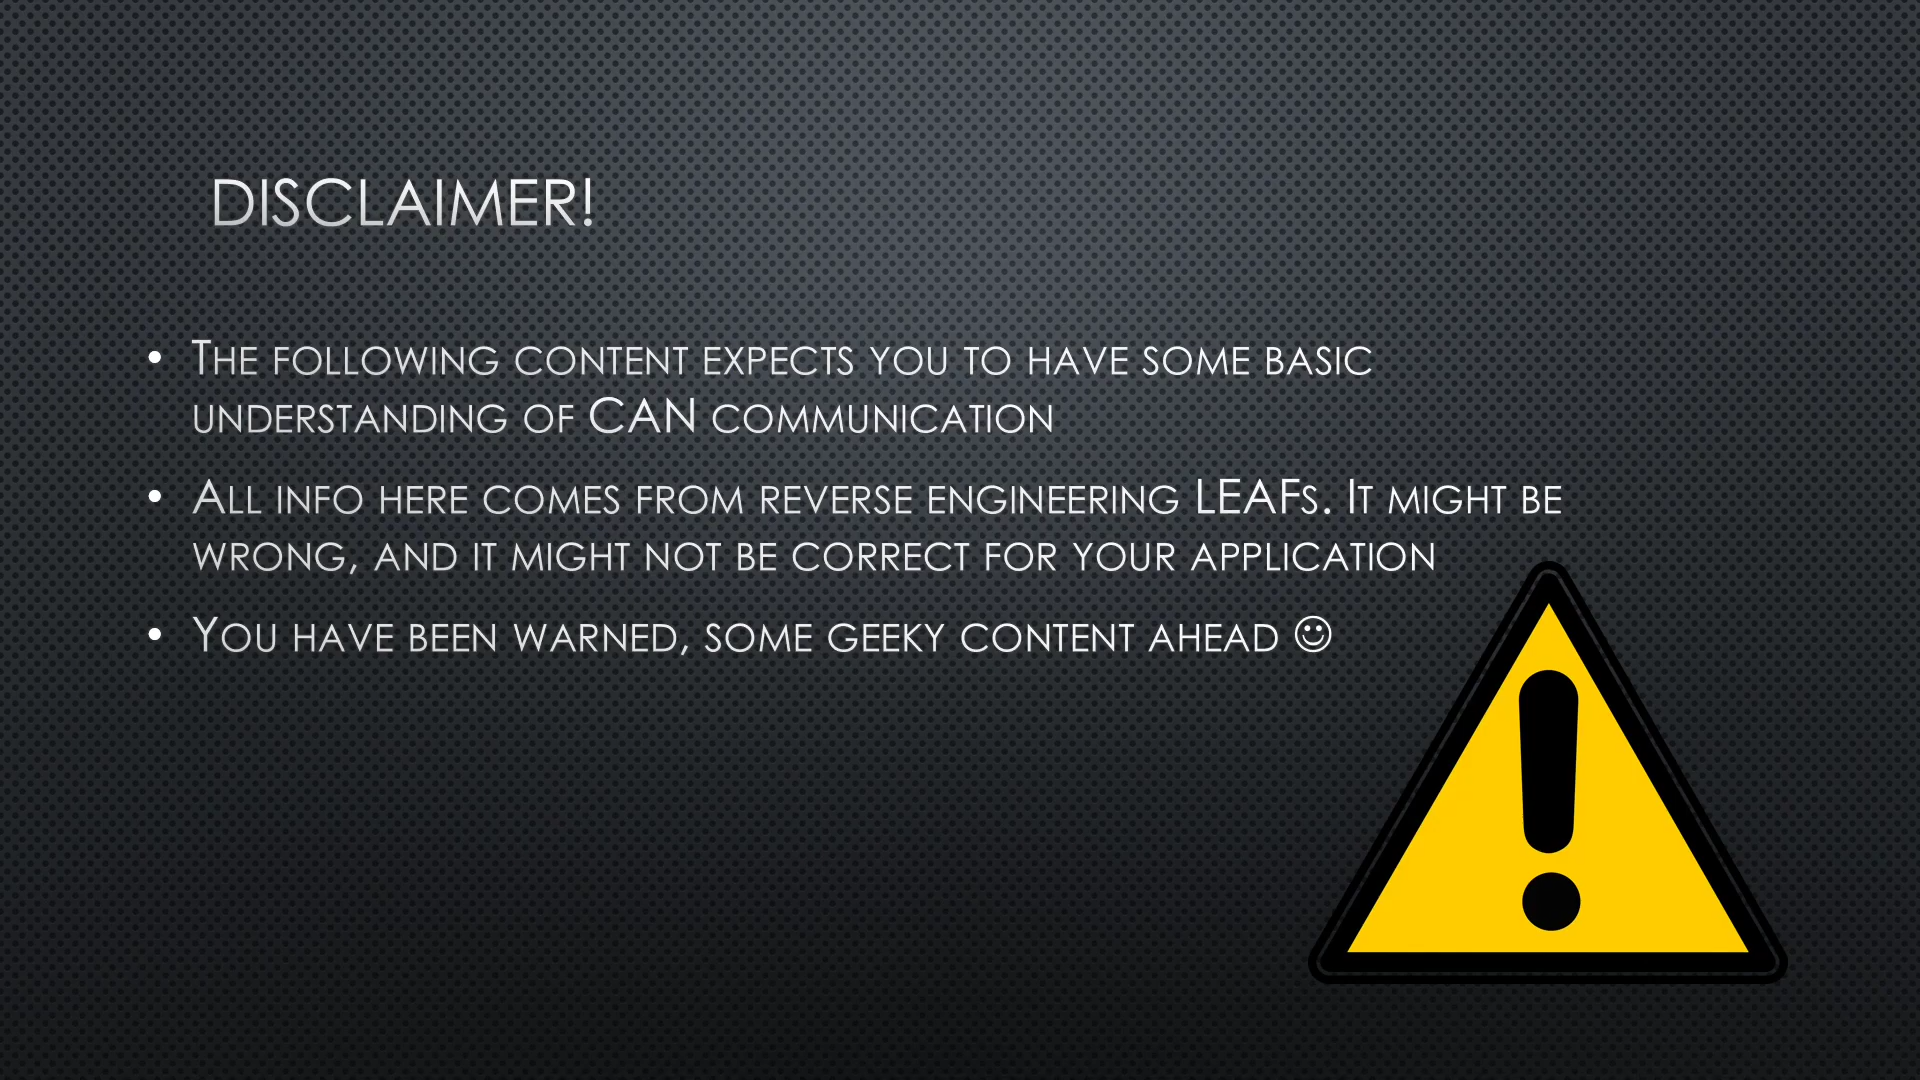 DISCLAIMER!
• The following content expects you to have some basic
understanding of CAN communication
• All info here comes from reverse engineering LEAFs. It might be
wrong, and it might not be correct for your application
• You have been warned, some geeky content ahead ☺